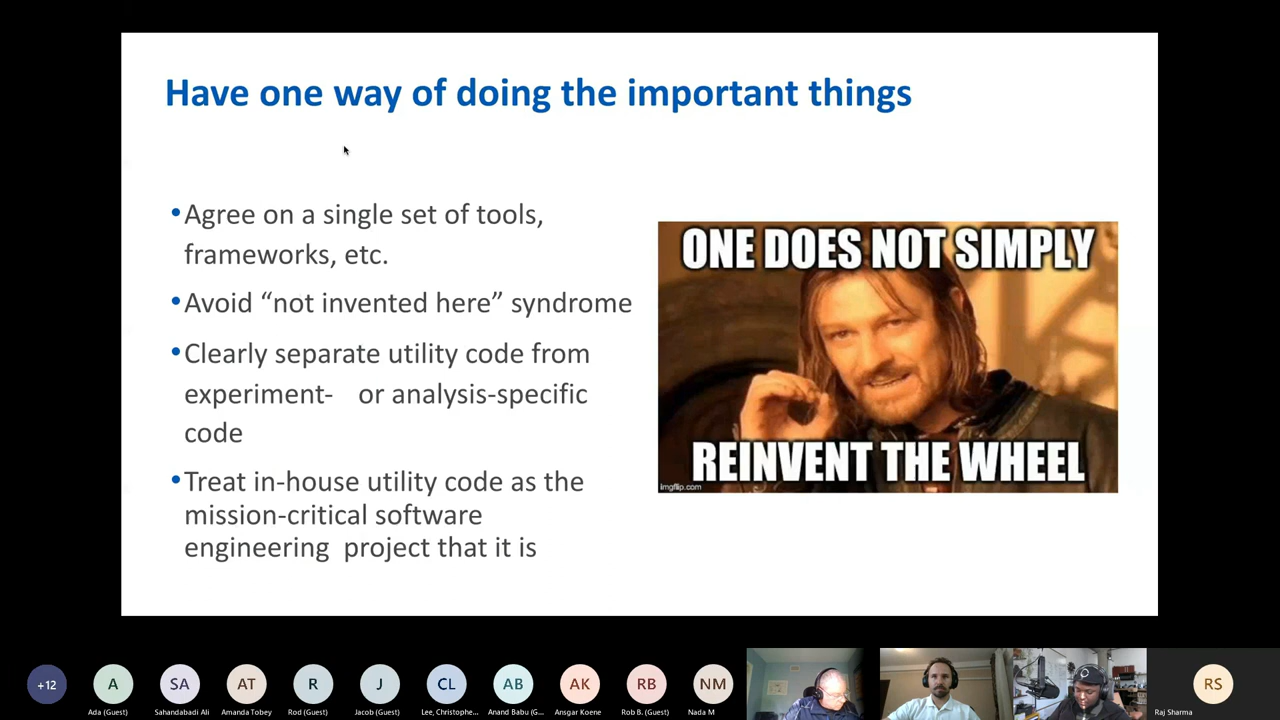 Have one way of doing the important things
•Agree on a single set of tools,
frameworks, etc.
•Avoid “not invented here” syndrome
•Clearly separate utility code from
experiment- or analysis-specific
code
•Treat in-house utility code as the
mission-critical software
engineering project that it is
ONE DOES NOT SIMPLY
REINVENT THE WHEEL
imgflip.com
+12
A
SA
AT
R
J
CL
AB
AK
RB
NM
RS
Ada (Guest)
Sahandabadi Ali
Amanda Tobey
Rod (Guest)
Jacob (Guest)
Lee, Christophe...
Anand Babu (G...
Ansgar Koene
Rob B. (Guest)
Nada M
Raj Sharma